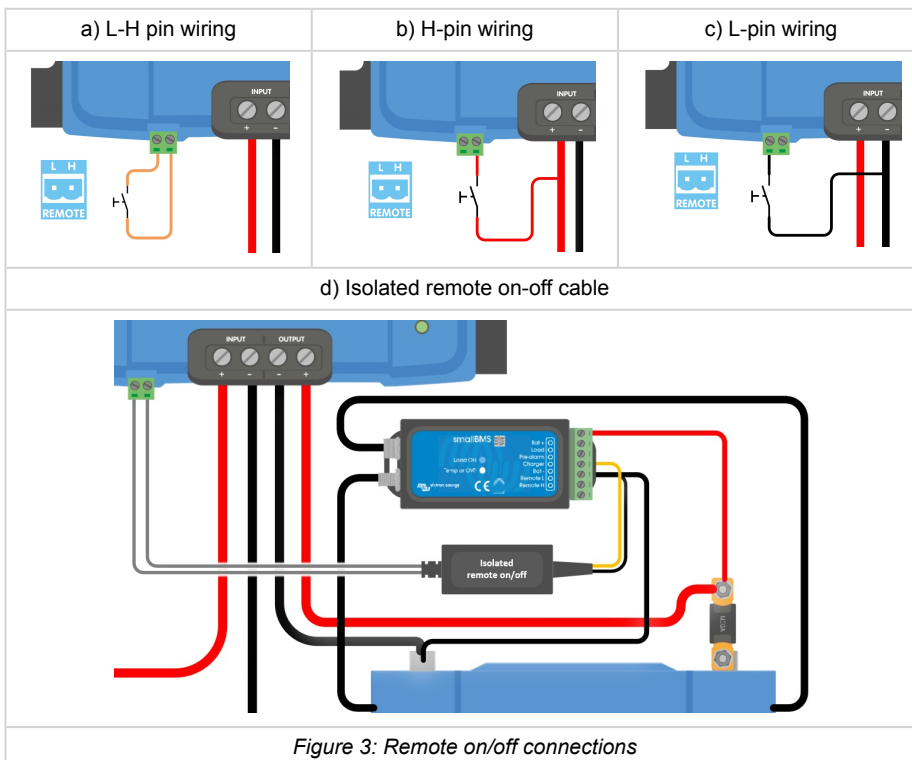 a) L-H pin wiring
b) H-pin wiring
c) L-pin wiring
INPUT
+ -
L H
REMOTE
INPUT
+ -
L H
REMOTE
INPUT
+ -
L H
REMOTE
d) Isolated remote on-off cable
INPUT OUTPUT
+ - - +
smallBMS
Load ON
Temp or OVP
victron energy
CE
Bat +
Load
Pre-alarm
Charger
Bat -
Remote L
Remote H
Isolated
remote on/off
MEGA
Figure 3: Remote on/off connections